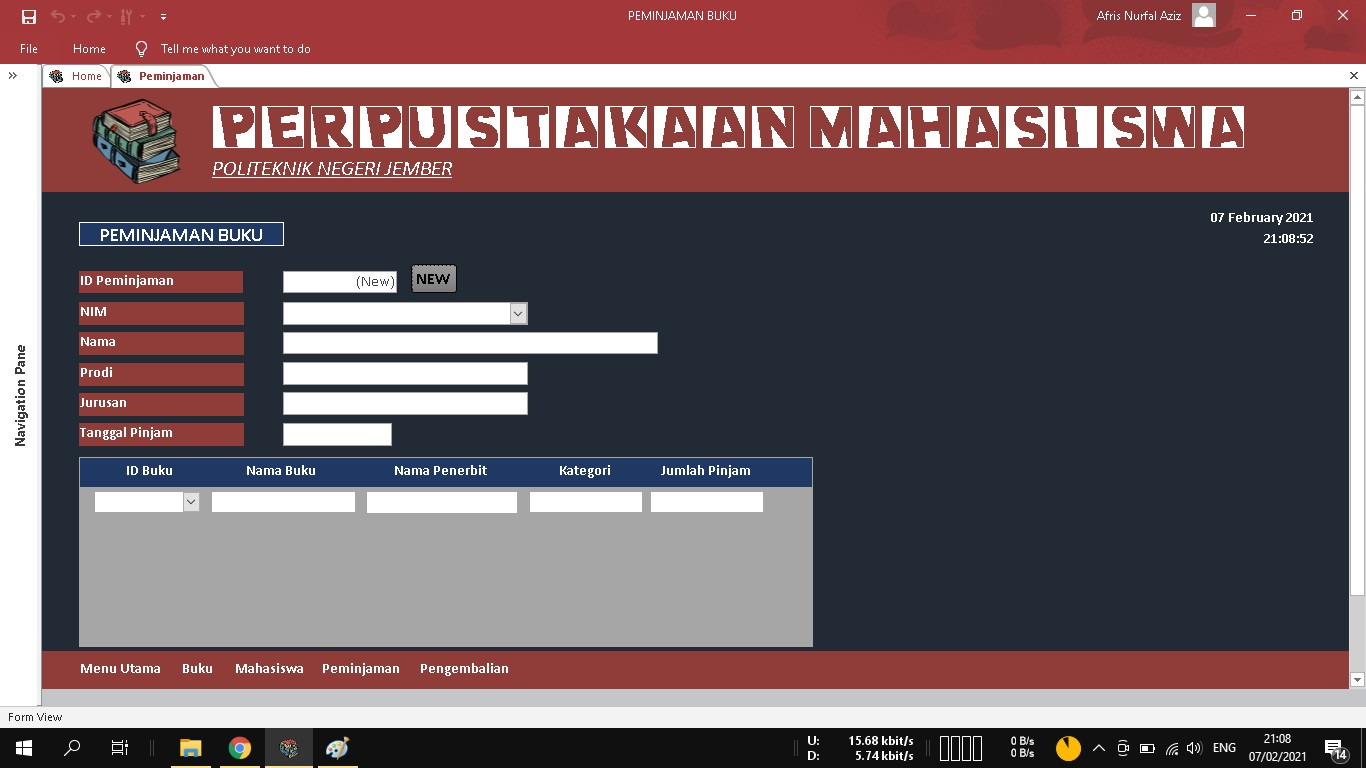 PEMINJAMAN BUKU
Afris Nurfal Aziz
File Home Tell me what you want to do
Home Peminjaman
PERPUSTAKAAN MAHASISWA
POLITEKNIK NEGERI JEMBER
07 February 2021
21:08:52
PEMINJAMAN BUKU
ID Peminjaman (New) NEW
NIM
Nama
Prodi
Jurusan
Tanggal Pinjam
ID Buku Nama Buku Nama Penerbit Kategori Jumlah Pinjam
Menu Utama Buku Mahasiswa Peminjaman Pengembalian
Navigation Pane
Form View
U: 15.68 kbit/s 0 B/s
D: 5.74 kbit/s 0 B/s
ENG
21:08
07/02/2021
14